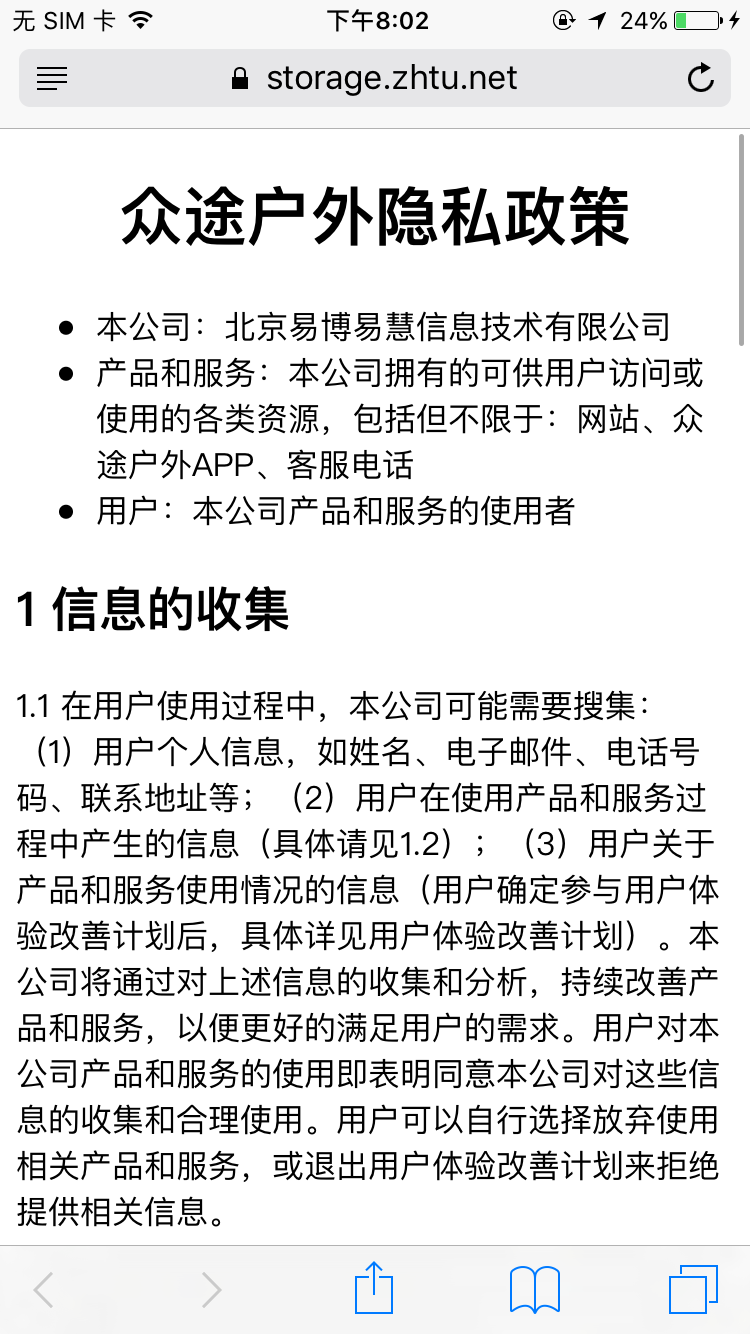 无 SIM 卡 下午8:02 24%
storage.zhtu.net
众途户外隐私政策
本公司：北京易博易慧信息技术有限公司
产品和服务：本公司拥有的可供用户访问或
使用的各类资源，包括但不限于：网站、众
途户外APP、客服电话
用户：本公司产品和服务的使用者
1 信息的收集
1.1 在用户使用过程中，本公司可能需要搜集：
（1）用户个人信息，如姓名、电子邮件、电话号
码、联系地址等；（2）用户在使用产品和服务过
程中产生的信息（具体请见1.2）；（3）用户关于
产品和服务使用情况的信息（用户确定参与用户体
验改善计划后，具体详见用户体验改善计划）。本
公司将通过对上述信息的收集和分析，持续改善产
品和服务，以便更好的满足用户的需求。用户对本
公司产品和服务的使用即表明同意本公司对这些信
息的收集和合理使用。用户可以自行选择放弃使用
相关产品和服务，或退出用户体验改善计划来拒绝
提供相关信息。